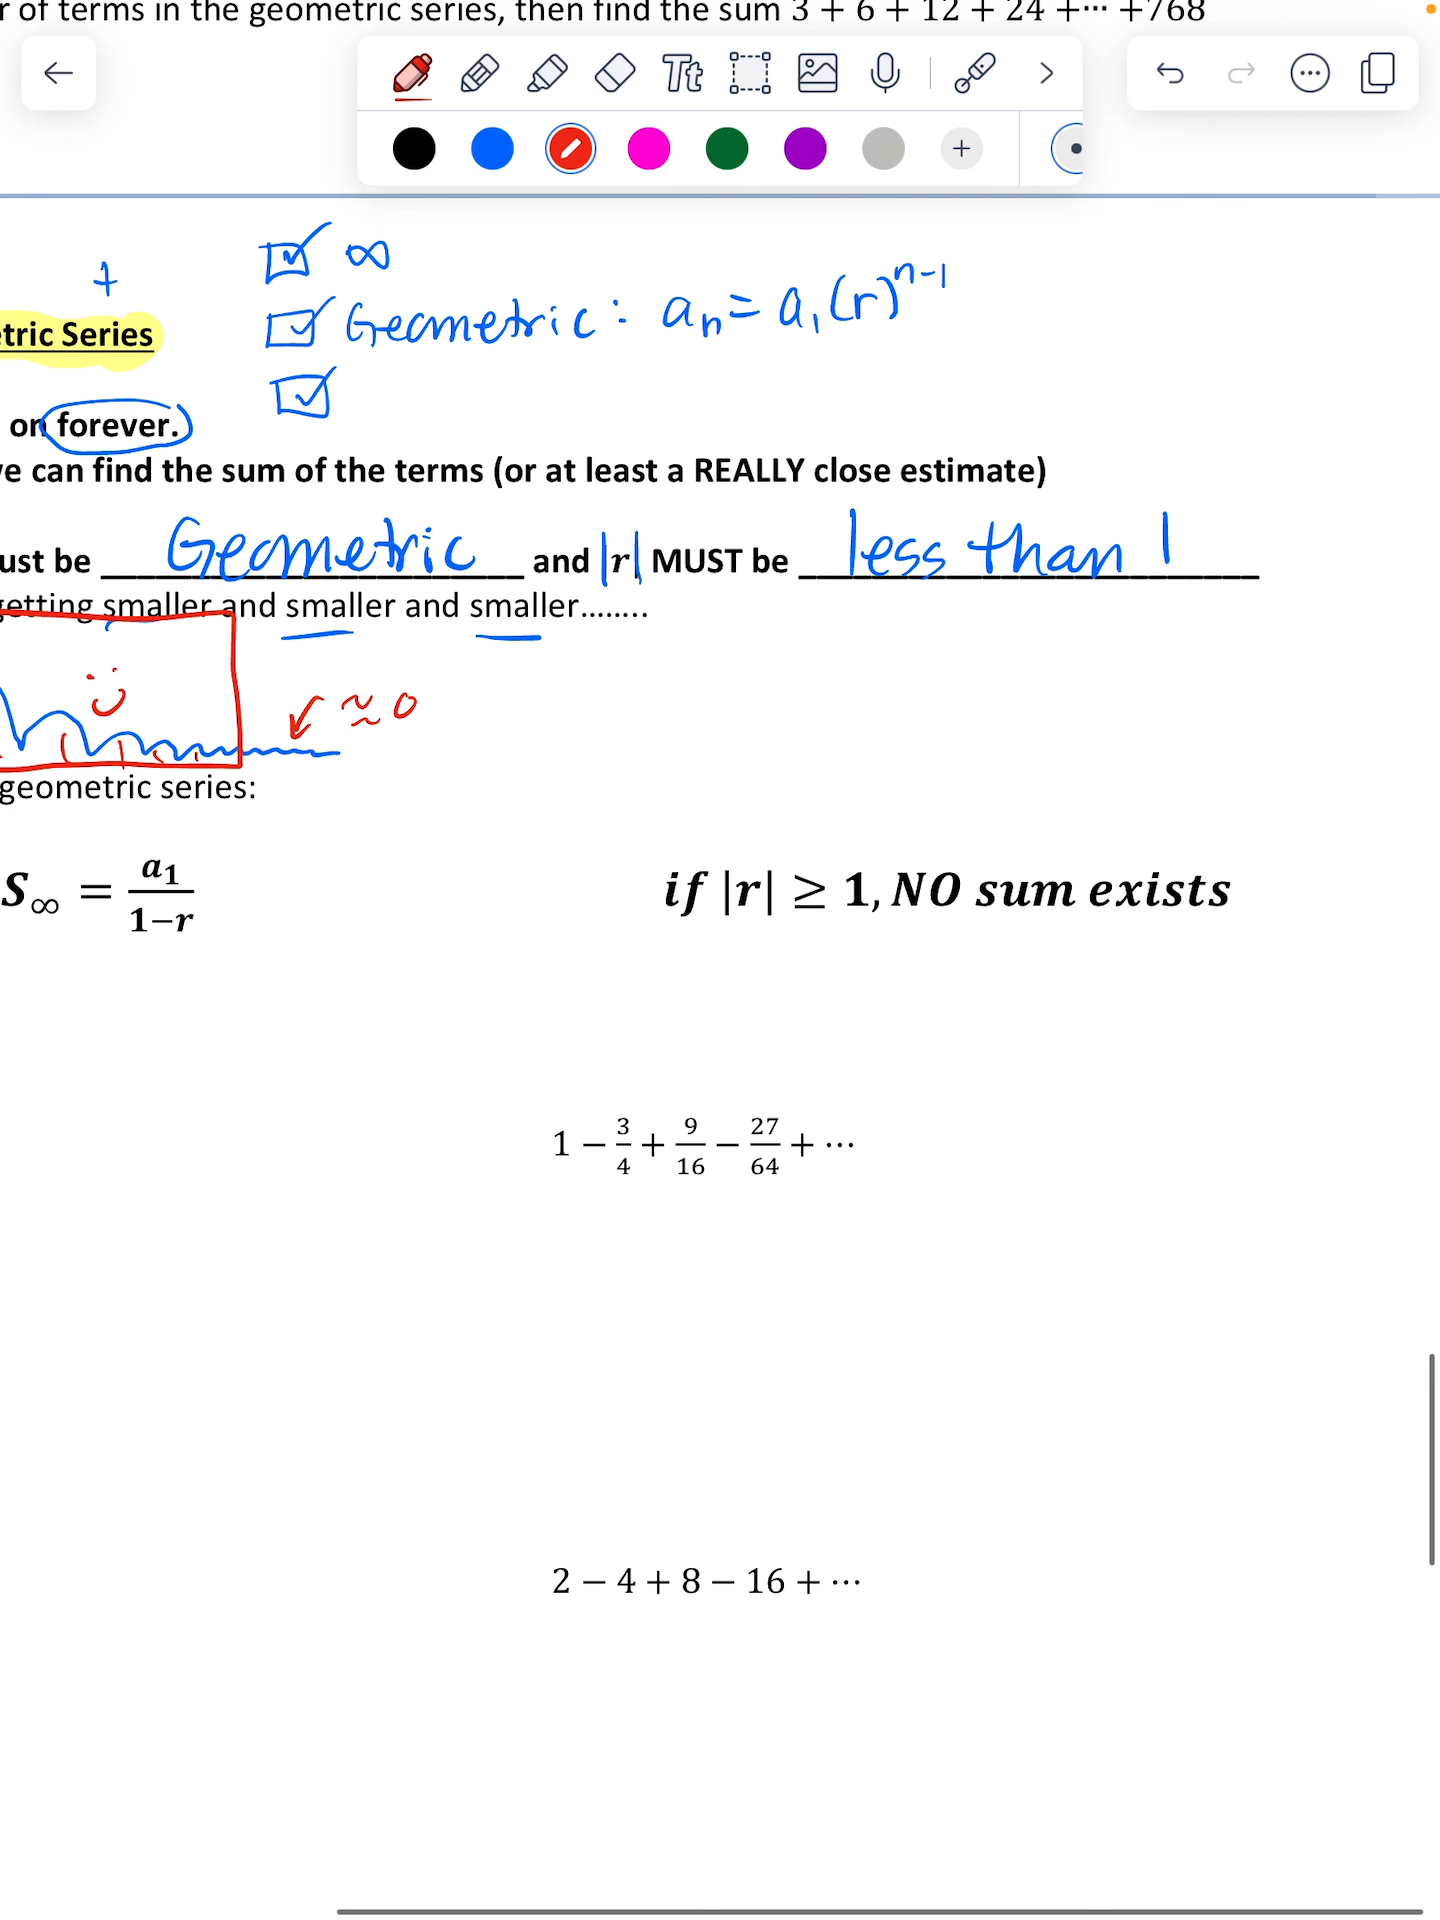 r of terms in the geometric series, then find the sum 3 + 6 + 12 + 24 +⋯ +768
Tt
+
☑ ∞
☑ Geometric: aₙ = a₁(r)ⁿ⁻¹
☑
tric Series
on forever.
e can find the sum of the terms (or at least a REALLY close estimate)
ust be Geometric and |r| MUST be less than 1
getting smaller and smaller and smaller........
≈ 0
geometric series:
S∞ = a₁/(1−r) if |r| ≥ 1, NO sum exists
1 − 3/4 + 9/16 − 27/64 + ⋯
2 − 4 + 8 − 16 + ⋯